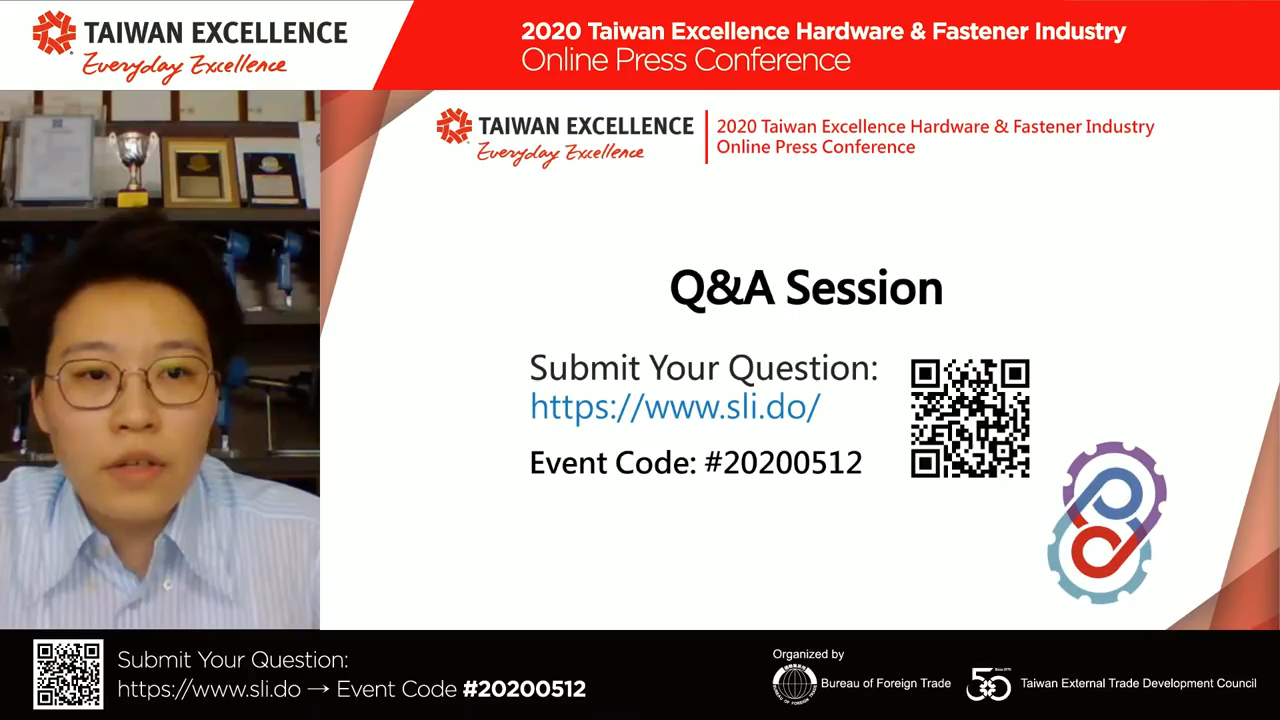 TAIWAN EXCELLENCE
Everyday Excellence
2020 Taiwan Excellence Hardware & Fastener Industry
Online Press Conference
TAIWAN EXCELLENCE
Everyday Excellence
2020 Taiwan Excellence Hardware & Fastener Industry
Online Press Conference
Q&A Session
Submit Your Question:
https://www.sli.do/
Event Code: #20200512
Submit Your Question:
https://www.sli.do → Event Code #20200512
Organized by
Bureau of Foreign Trade
Taiwan External Trade Development Council